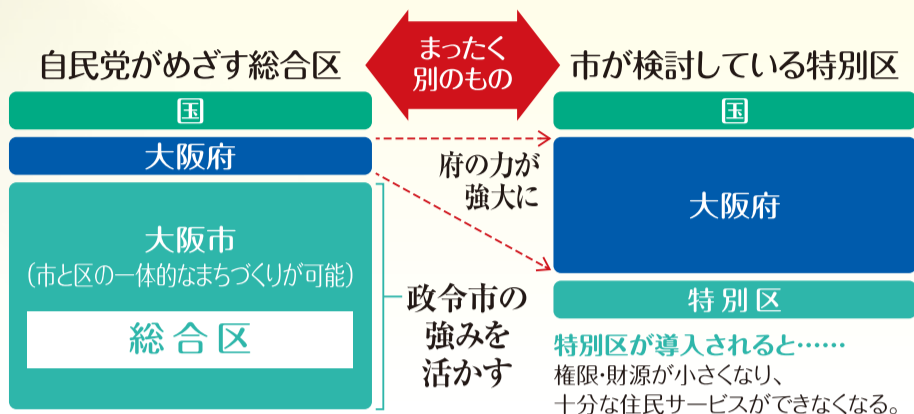 自民党がめざす総合区
まったく
別のもの
市が検討している特別区
国
大阪府
大阪市
(市と区の一体的なまちづくりが可能)
総合区
府の力が
強大に
政令市の
強みを
活かす
国
大阪府
特別区
特別区が導入されると……
権限・財源が小さくなり、
十分な住民サービスができなくなる。